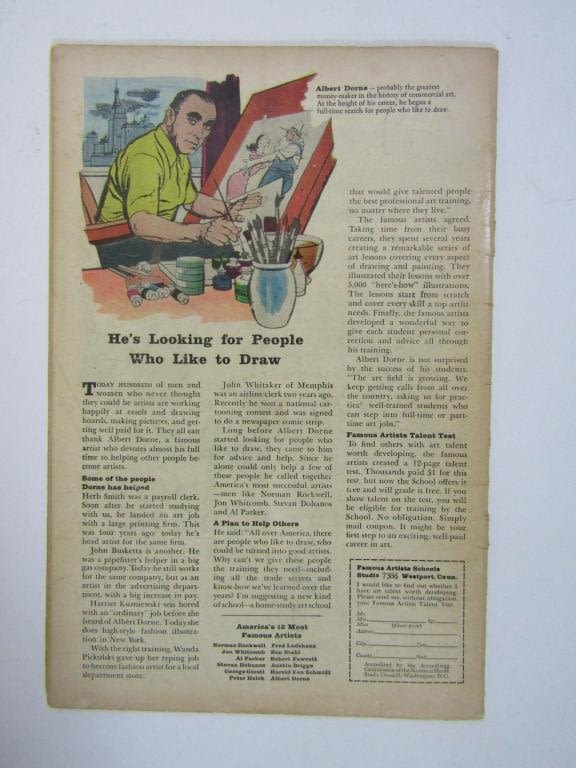 Albert Dorne — probably the greatest
money-maker in the history of commercial art.
At the height of his career, he began a
full-time search for people who like to draw.
He's Looking for People
Who Like to Draw
TODAY HUNDREDS of men and
women who never thought
they could be artists are working
happily at easels and drawing
boards, making pictures, and get-
ting well paid for it. They all can
thank Albert Dorne, a famous
artist who devotes almost his full
time to helping other people be-
come artists.
Some of the people
Dorne has helped
Herb Smith was a payroll clerk.
Soon after he started studying
with us, he landed an art job
with a large printing firm. This
was four years ago: today he's
head artist for the same firm.
John Busketta is another. He
was a pipefitter's helper in a big
gas company. Today he still works
for the same company, but as an
artist in the advertising depart-
ment, with a big increase in pay.
Harriet Kuzniewski was bored
with an "ordinary" job before she
heard of Albert Dorne. Today she
does high-style fashion illustra-
tion in New York.
With the right training, Wanda
Pickulski gave up her typing job
to become fashion artist for a local
department store.
John Whitaker of Memphis
was an airline clerk two years ago.
Recently he won a national car-
tooning contest and was signed
to do a newspaper comic strip.
Long before Albert Dorne
started looking for people who
like to draw, they came to him
for advice and help. Since he
alone could only help a few of
these people he called together
America's most successful artists
—men like Norman Rockwell,
Jon Whitcomb, Stevan Dohanos
and Al Parker.
A Plan to Help Others
He said: "All over America, there
are people who like to draw, who
could be turned into good artists.
Why can't we give these people
the training they need—includ-
ing all the trade secrets and
know-how we've learned over the
years? I'm suggesting a new kind
of school—a home-study art school
America's 12 Most
Famous Artists
Norman Rockwell Fred Ludekens
Jon Whitcomb Ben Stahl
Al Parker Robert Fawcett
Stevan Dohanos Austin Briggs
George Giusti Harold Von Schmidt
Peter Helck Albert Dorne
that would give talented people
the best professional art training,
no matter where they live."
The famous artists agreed.
Taking time from their busy
careers, they spent several years
creating a remarkable series of
art lessons covering every aspect
of drawing and painting. They
illustrated their lessons with over
5,000 "here's-how" illustrations.
The lessons start from scratch
and cover every skill a top artist
needs. Finally, the famous artists
developed a wonderful way to
give each student personal cor-
rection and advice all through
his training.
Albert Dorne is not surprised
by the success of his students.
"The art field is growing. We
keep getting calls from all over
the country, asking us for prac-
tical well-trained students who
can step into full-time or part-
time art jobs."
Famous Artists Talent Test
To find others with art talent
worth developing, the famous
artists created a 12-page talent
test. Thousands paid $1 for this
test, but now the School offers it
free and will grade it free. If you
show talent on the test, you will
be eligible for training by the
School. No obligation. Simply
mail coupon. It might be your
first step to an exciting, well-paid
career in art.
Famous Artists Schools
Studio 7386 Westport, Conn.
I would like to find out whether I
have art talent worth developing.
Please send me, without obligation,
your Famous Artists Talent Test.
Mr.
Mrs. Age
Miss (please print)
Address
City Zone
County State
Accredited by the Accrediting
Commission of the National Home
Study Council, Washington, D.C.